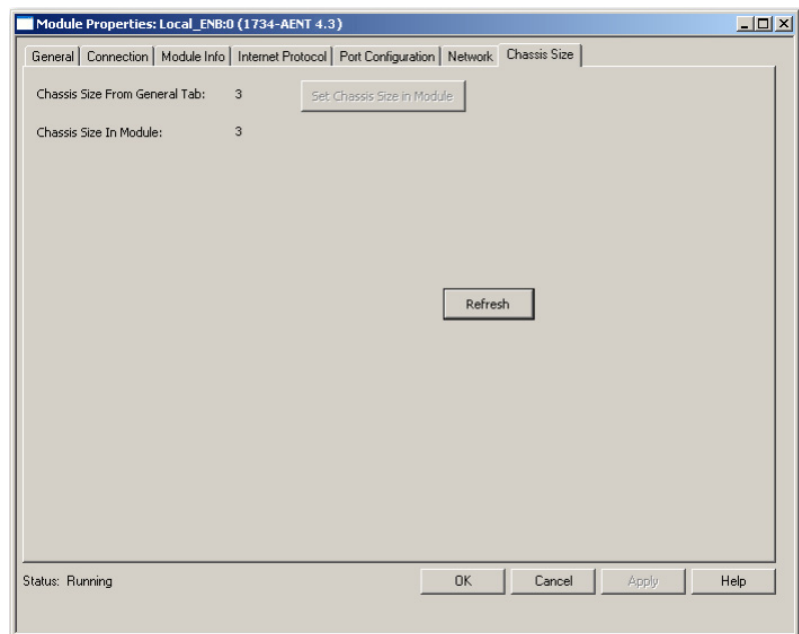 Module Properties: Local_ENB:0 (1734-AENT 4.3)
General Connection Module Info Internet Protocol Port Configuration Network Chassis Size
Chassis Size From General Tab: 3 Set Chassis Size in Module
Chassis Size In Module: 3
Refresh
Status: Running OK Cancel Apply Help